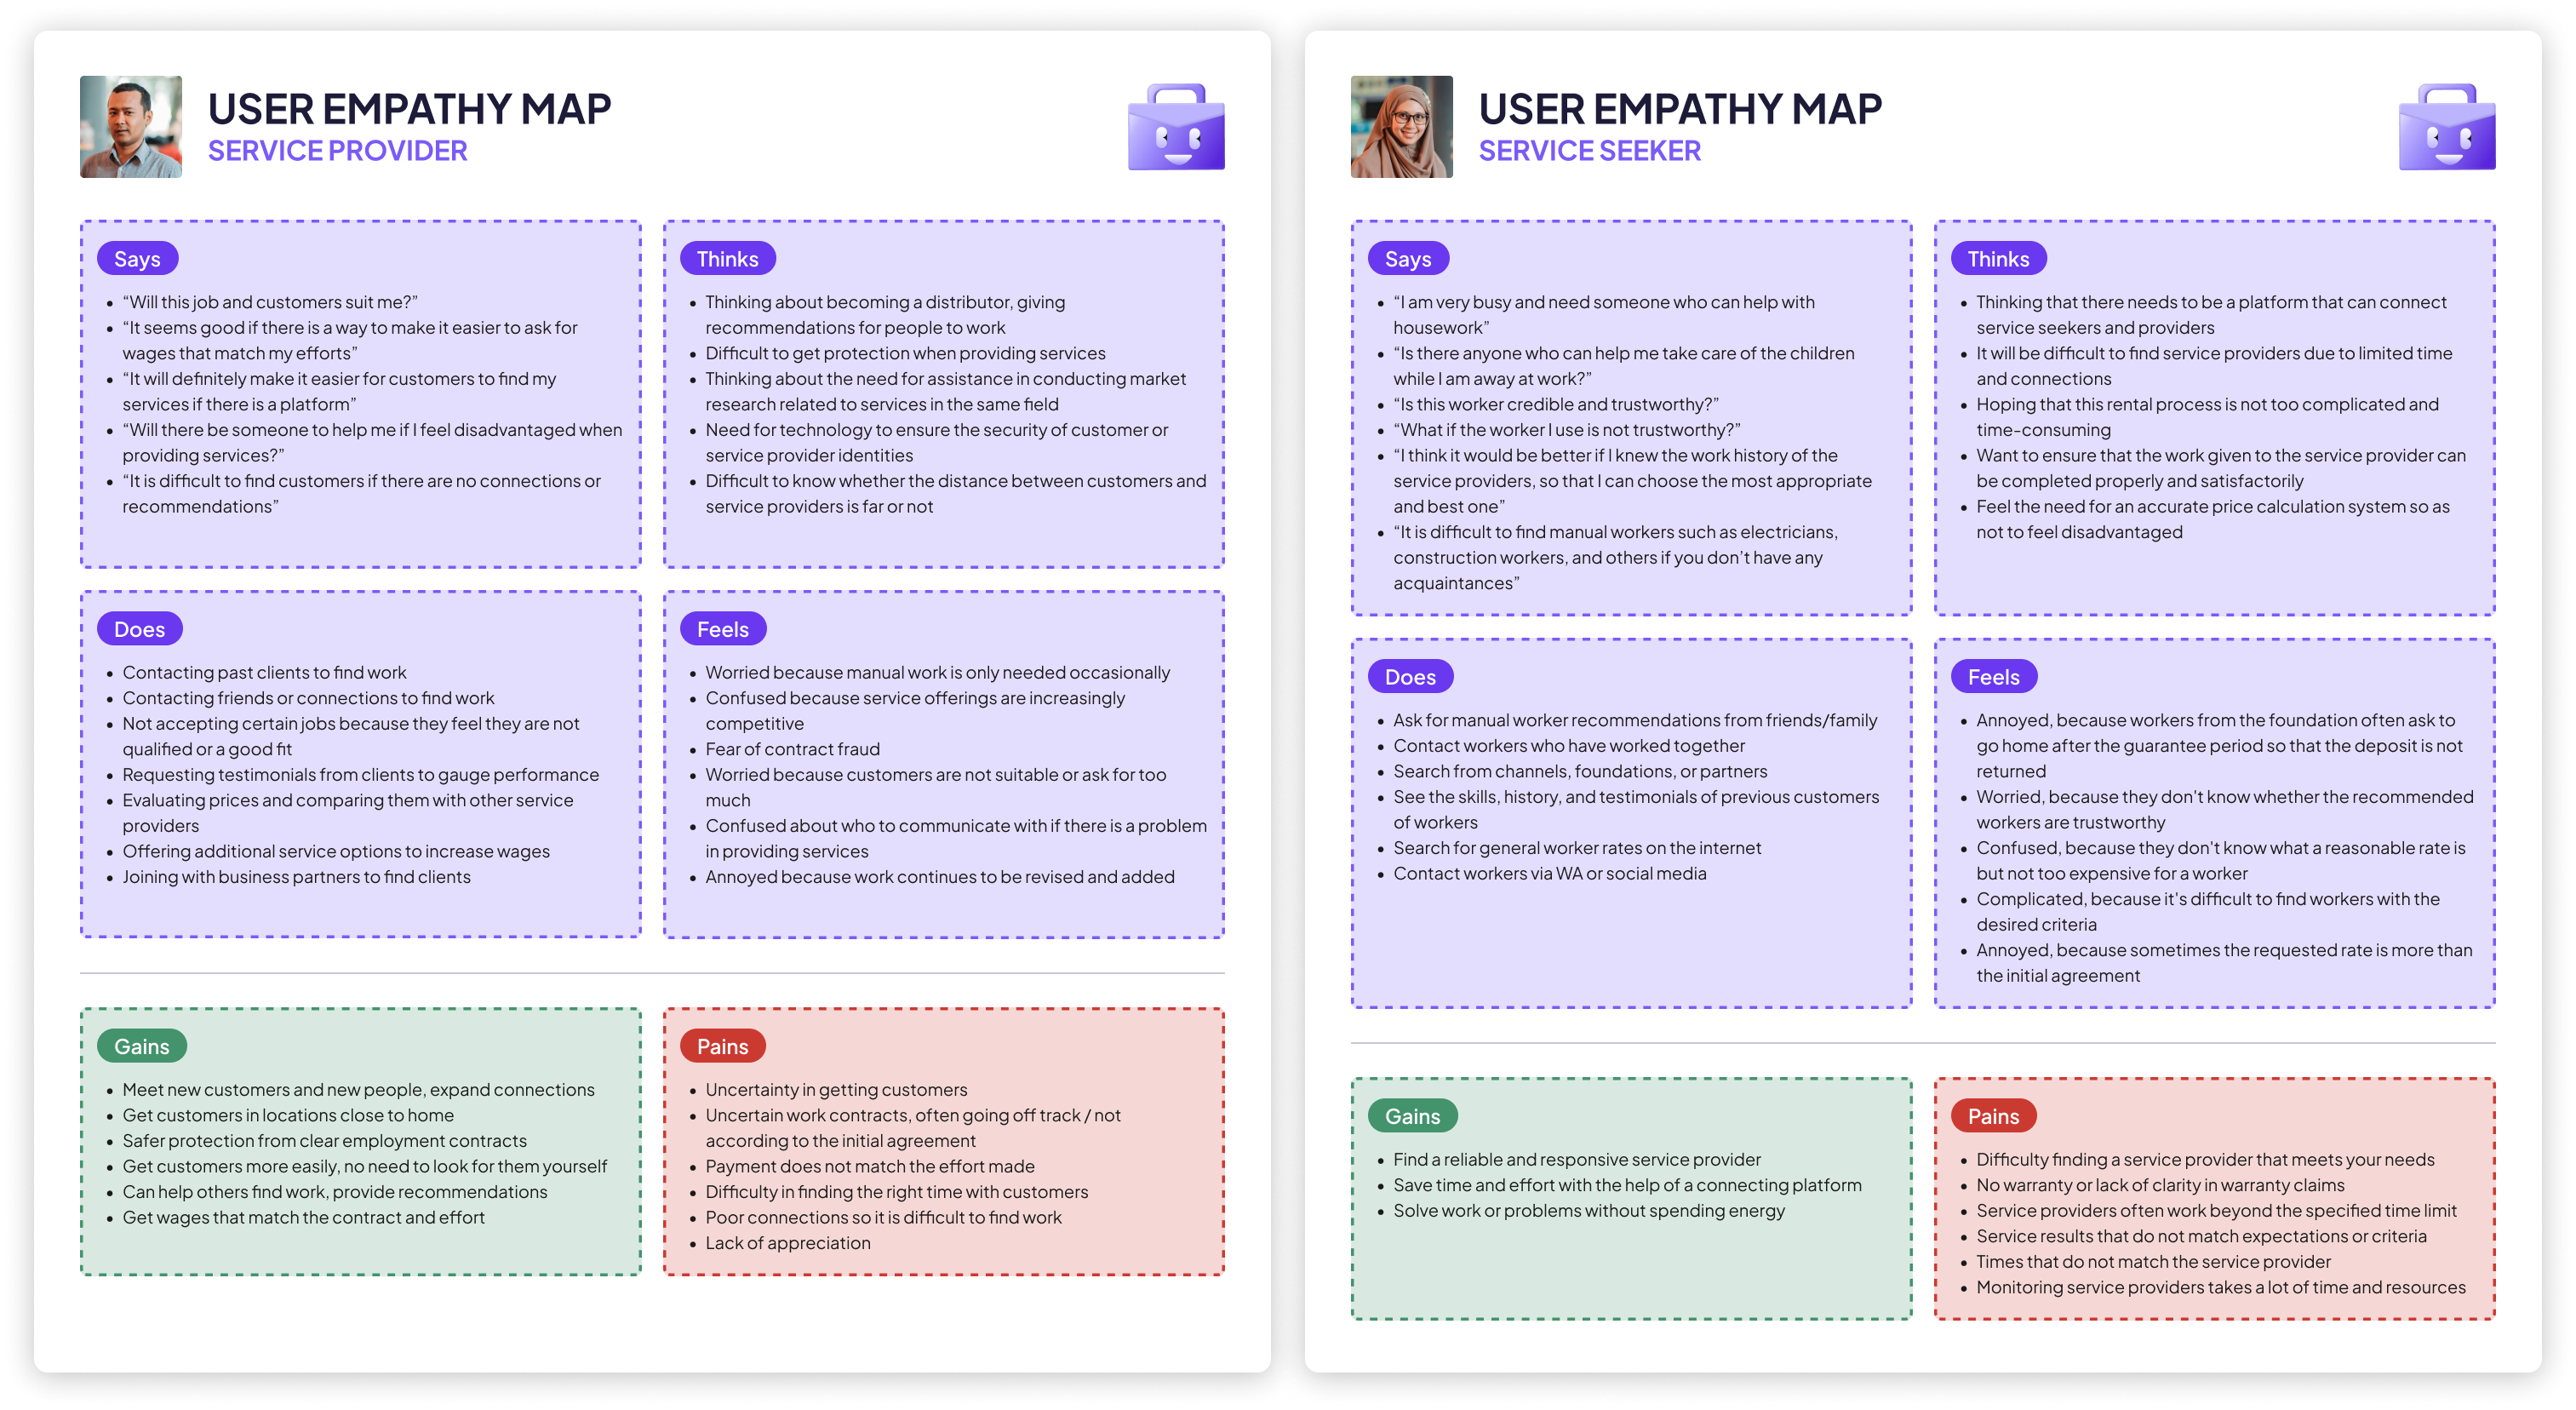 USER EMPATHY MAP
SERVICE PROVIDER
Says
• “Will this job and customers suit me?”
• “It seems good if there is a way to make it easier to ask for
wages that match my efforts”
• “It will definitely make it easier for customers to find my
services if there is a platform”
• “Will there be someone to help me if I feel disadvantaged when
providing services?”
• “It is difficult to find customers if there are no connections or
recommendations”
Thinks
• Thinking about becoming a distributor, giving
recommendations for people to work
• Difficult to get protection when providing services
• Thinking about the need for assistance in conducting market
research related to services in the same field
• Need for technology to ensure the security of customer or
service provider identities
• Difficult to know whether the distance between customers and
service providers is far or not
Does
• Contacting past clients to find work
• Contacting friends or connections to find work
• Not accepting certain jobs because they feel they are not
qualified or a good fit
• Requesting testimonials from clients to gauge performance
• Evaluating prices and comparing them with other service
providers
• Offering additional service options to increase wages
• Joining with business partners to find clients
Feels
• Worried because manual work is only needed occasionally
• Confused because service offerings are increasingly
competitive
• Fear of contract fraud
• Worried because customers are not suitable or ask for too
much
• Confused about who to communicate with if there is a problem
in providing services
• Annoyed because work continues to be revised and added
Gains
• Meet new customers and new people, expand connections
• Get customers in locations close to home
• Safer protection from clear employment contracts
• Get customers more easily, no need to look for them yourself
• Can help others find work, provide recommendations
• Get wages that match the contract and effort
Pains
• Uncertainty in getting customers
• Uncertain work contracts, often going off track / not
according to the initial agreement
• Payment does not match the effort made
• Difficulty in finding the right time with customers
• Poor connections so it is difficult to find work
• Lack of appreciation
USER EMPATHY MAP
SERVICE SEEKER
Says
• “I am very busy and need someone who can help with
housework”
• “Is there anyone who can help me take care of the children
while I am away at work?”
• “Is this worker credible and trustworthy?”
• “What if the worker I use is not trustworthy?”
• “I think it would be better if I knew the work history of the
service providers, so that I can choose the most appropriate
and best one”
• “It is difficult to find manual workers such as electricians,
construction workers, and others if you don’t have any
acquaintances”
Thinks
• Thinking that there needs to be a platform that can connect
service seekers and providers
• It will be difficult to find service providers due to limited time
and connections
• Hoping that this rental process is not too complicated and
time-consuming
• Want to ensure that the work given to the service provider can
be completed properly and satisfactorily
• Feel the need for an accurate price calculation system so as
not to feel disadvantaged
Does
• Ask for manual worker recommendations from friends/family
• Contact workers who have worked together
• Search from channels, foundations, or partners
• See the skills, history, and testimonials of previous customers
of workers
• Search for general worker rates on the internet
• Contact workers via WA or social media
Feels
• Annoyed, because workers from the foundation often ask to
go home after the guarantee period so that the deposit is not
returned
• Worried, because they don't know whether the recommended
workers are trustworthy
• Confused, because they don't know what a reasonable rate is
but not too expensive for a worker
• Complicated, because it's difficult to find workers with the
desired criteria
• Annoyed, because sometimes the requested rate is more than
the initial agreement
Gains
• Find a reliable and responsive service provider
• Save time and effort with the help of a connecting platform
• Solve work or problems without spending energy
Pains
• Difficulty finding a service provider that meets your needs
• No warranty or lack of clarity in warranty claims
• Service providers often work beyond the specified time limit
• Service results that do not match expectations or criteria
• Times that do not match the service provider
• Monitoring service providers takes a lot of time and resources